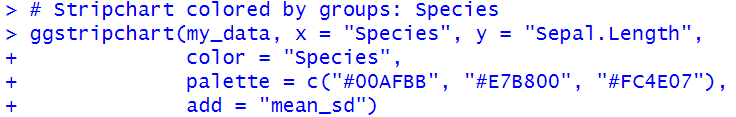 > # Stripchart colored by groups: Species
> ggstripchart(my_data, x = "Species", y = "Sepal.Length",
+              color = "Species",
+              palette = c("#00AFBB", "#E7B800", "#FC4E07"),
+              add = "mean_sd")